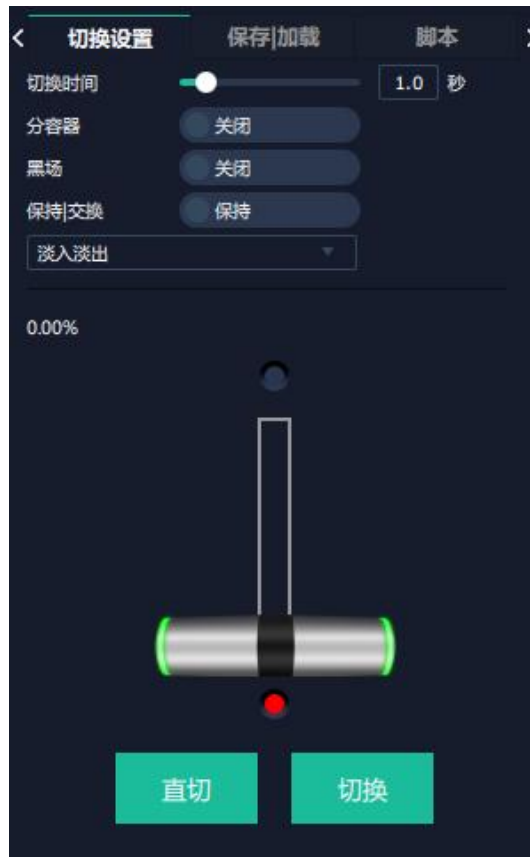 切换设置 保存|加载 脚本
切换时间 1.0 秒
分容器 关闭
黑场 关闭
保持|交换 保持
淡入淡出
0.00%
直切 切换